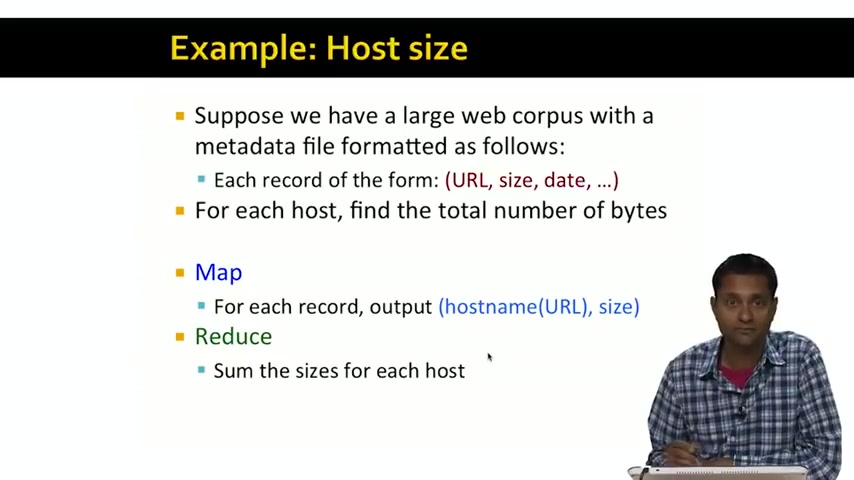 Example: Host size
Suppose we have a large web corpus with a
metadata file formatted as follows:
Each record of the form: (URL, size, date, …)
For each host, find the total number of bytes
Map
For each record, output (hostname(URL), size)
Reduce
Sum the sizes for each host